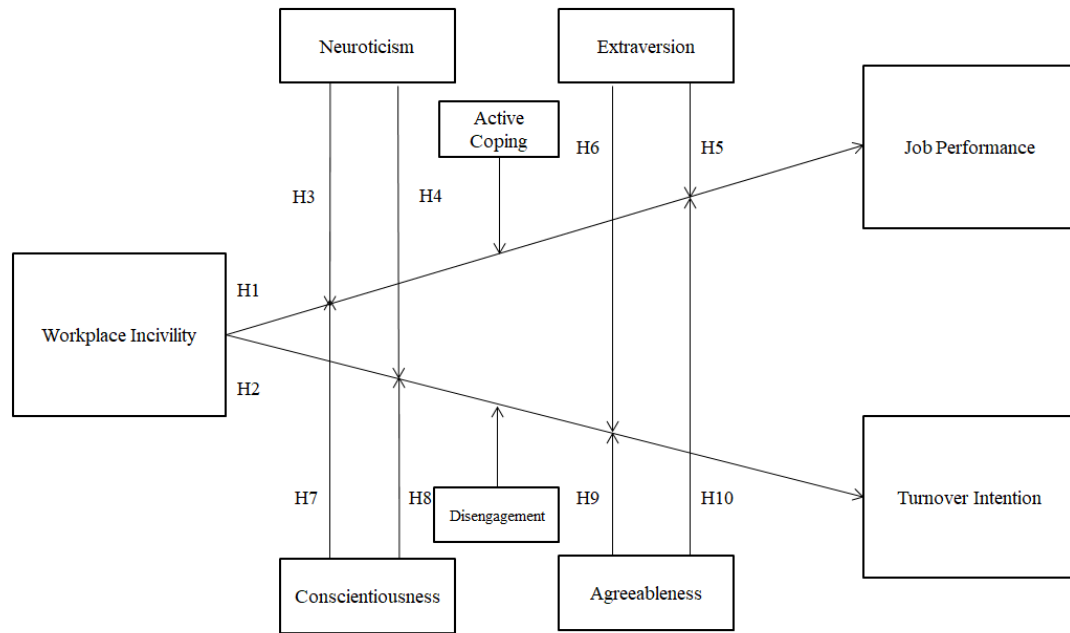 Neuroticism
Extraversion
Active
Coping
Job Performance
H6
H5
H3
H4
H1
Workplace Incivility
H2
H7
H8
H9
H10
Disengagement
Turnover Intention
Conscientiousness
Agreeableness